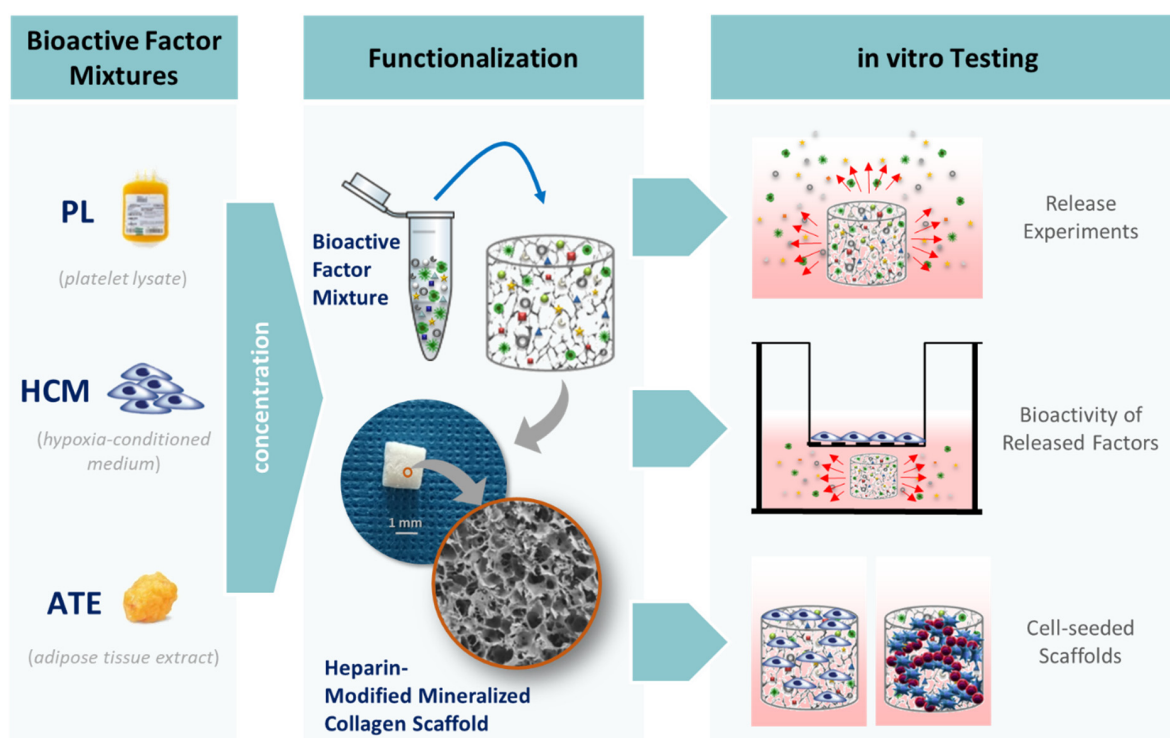 Bioactive Factor
Mixtures
PL
(platelet lysate)
HCM
(hypoxia-conditioned
medium)
ATE
(adipose tissue extract)
concentration
Functionalization
Bioactive
Factor
Mixture
1 mm
Heparin-
Modified Mineralized
Collagen Scaffold
in vitro Testing
Release
Experiments
Bioactivity of
Released Factors
Cell-seeded
Scaffolds